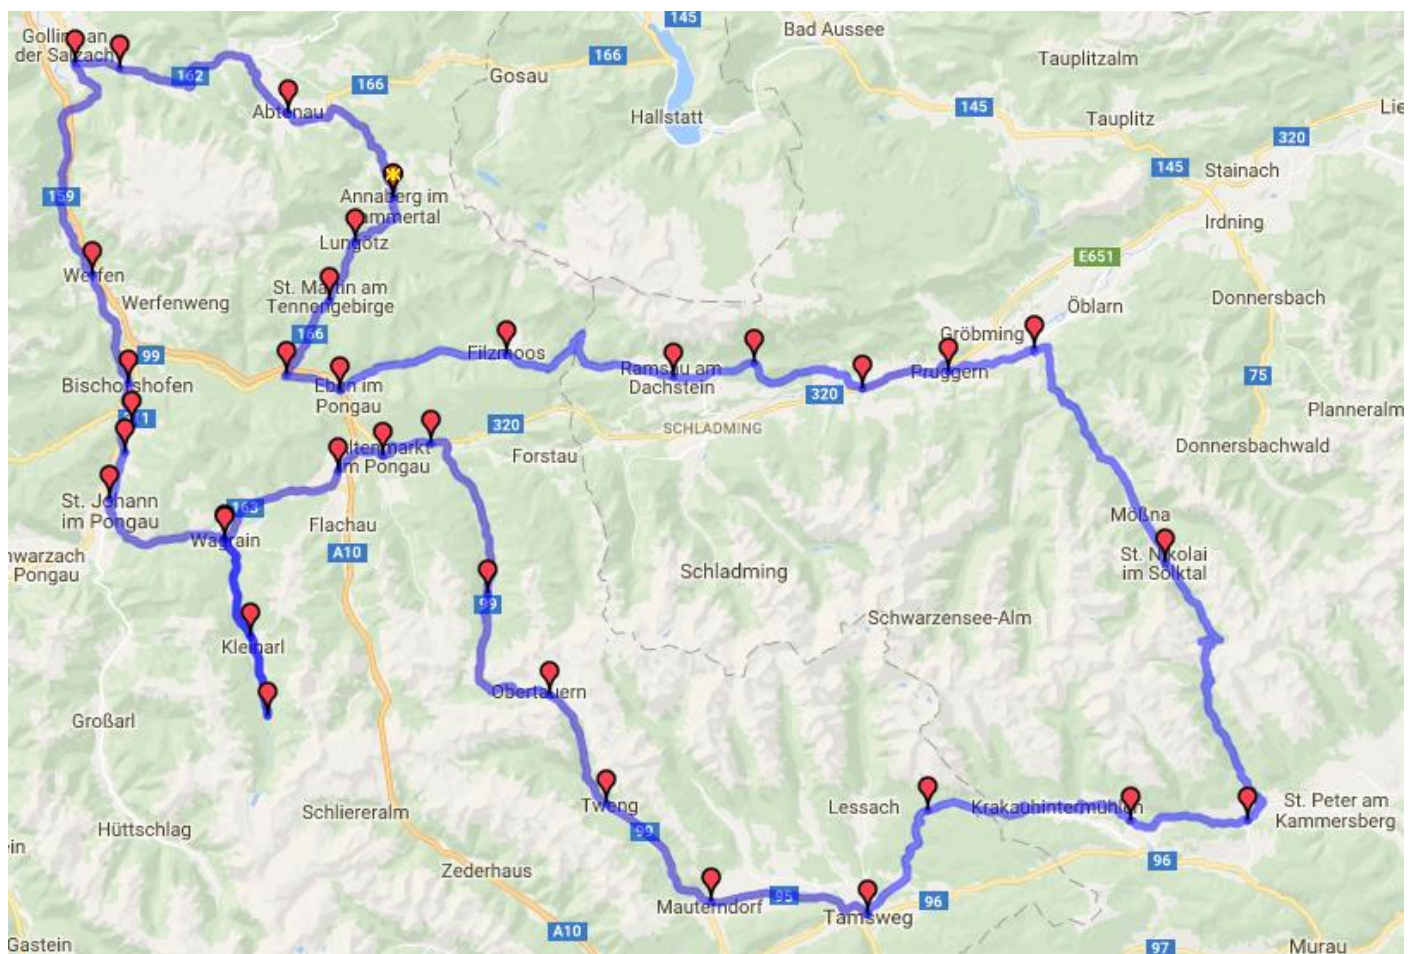 145
Golling an
der Salzach
Bad Aussee
166
Tauplitzalm
162
166
Gosau
145
Lie
Abtenau
Hallstatt
Tauplitz
320
145
Stainach
159
Annaberg im
Lammertal
Irdning
Lungötz
E651
Werfen
St. Martin am
Tennengebirge
Werfenweng
Öblarn
Donnersbach
166
Gröbming
99
Filzmoos
Bischofshofen
Eben im
Pongau
Ramsau am
Dachstein
Pruggern
75
320
311
320
SCHLADMING
Planneralm
Altenmarkt
im Pongau
Forstau
Donnersbachwald
St. Johann
im Pongau
163
Flachau
Mößna
Wagrain
A10
hwarzach
Pongau
St. Nikolai
im Sölktal
Schladming
99
Schwarzensee-Alm
Kleinarl
Obertauern
Großarl
Schliereralm
Tweng
Lessach
Krakauhintermühlen
St. Peter am
Kammersberg
Hüttschlag
99
ein
96
Zederhaus
95
96
Mauterndorf
Tamsweg
A10
Gastein
97
Murau